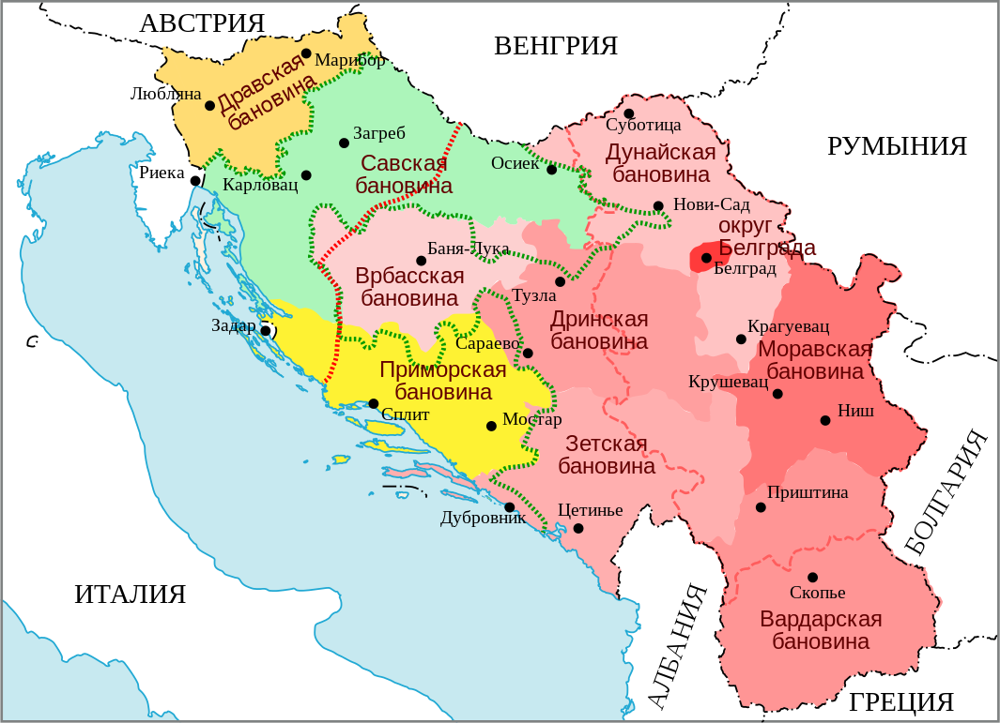 АВСТРИЯ
ВЕНГРИЯ
Марибор
Дравская
бановина
Любляна
Суботица
Загреб
Дунайская
бановина
РУМЫНИЯ
Риека
Карловац
Савская
бановина
Осиек
Нови-Сад
округ
Белграда
Баня-Лука
Белград
Врбасская
бановина
Тузла
Задар
Дринская
бановина
Крагуевац
Сараево
Моравская
бановина
Приморская
бановина
Крушевац
Сплит
Мостар
Ниш
Зетская
бановина
БОЛГАРИЯ
Приштина
Дубровник
Цетинье
ИТАЛИЯ
Скопье
АЛБАНИЯ
Вардарская
бановина
ГРЕЦИЯ